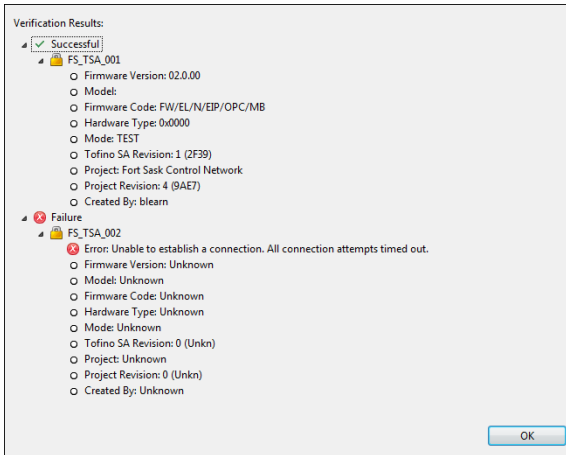 Verification Results:
Successful
FS_TSA_001
Firmware Version: 02.0.00
Model:
Firmware Code: FW/EL/N/EIP/OPC/MB
Hardware Type: 0x0000
Mode: TEST
Tofino SA Revision: 1 (2F39)
Project: Fort Sask Control Network
Project Revision: 4 (9AE7)
Created By: blearn
Failure
FS_TSA_002
Error: Unable to establish a connection. All connection attempts timed out.
Firmware Version: Unknown
Model: Unknown
Firmware Code: Unknown
Hardware Type: Unknown
Mode: Unknown
Tofino SA Revision: 0 (Unkn)
Project: Unknown
Project Revision: 0 (Unkn)
Created By: Unknown
OK